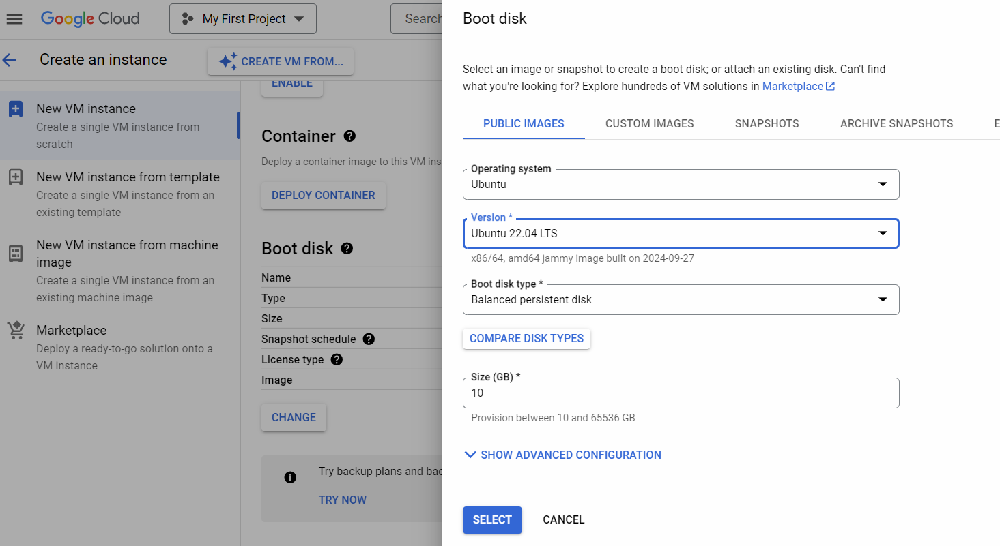 Google Cloud
My First Project
Search
Create an instance
CREATE VM FROM...
New VM instance
Create a single VM instance from
scratch
New VM instance from template
Create a single VM instance from an
existing template
New VM instance from machine
image
Create a single VM instance from an
existing machine image
Marketplace
Deploy a ready-to-go solution onto a
VM instance
ENABLE
Container
Deploy a container image to this VM ins
DEPLOY CONTAINER
Boot disk
Name
Type
Size
Snapshot schedule
License type
Image
CHANGE
Try backup plans and bac
TRY NOW
Boot disk
Select an image or snapshot to create a boot disk; or attach an existing disk. Can't find
what you're looking for? Explore hundreds of VM solutions in Marketplace
PUBLIC IMAGES CUSTOM IMAGES SNAPSHOTS ARCHIVE SNAPSHOTS E
Operating system
Ubuntu
Version *
Ubuntu 22.04 LTS
x86/64, amd64 jammy image built on 2024-09-27
Boot disk type *
Balanced persistent disk
COMPARE DISK TYPES
Size (GB) *
10
Provision between 10 and 65536 GB
SHOW ADVANCED CONFIGURATION
SELECT CANCEL